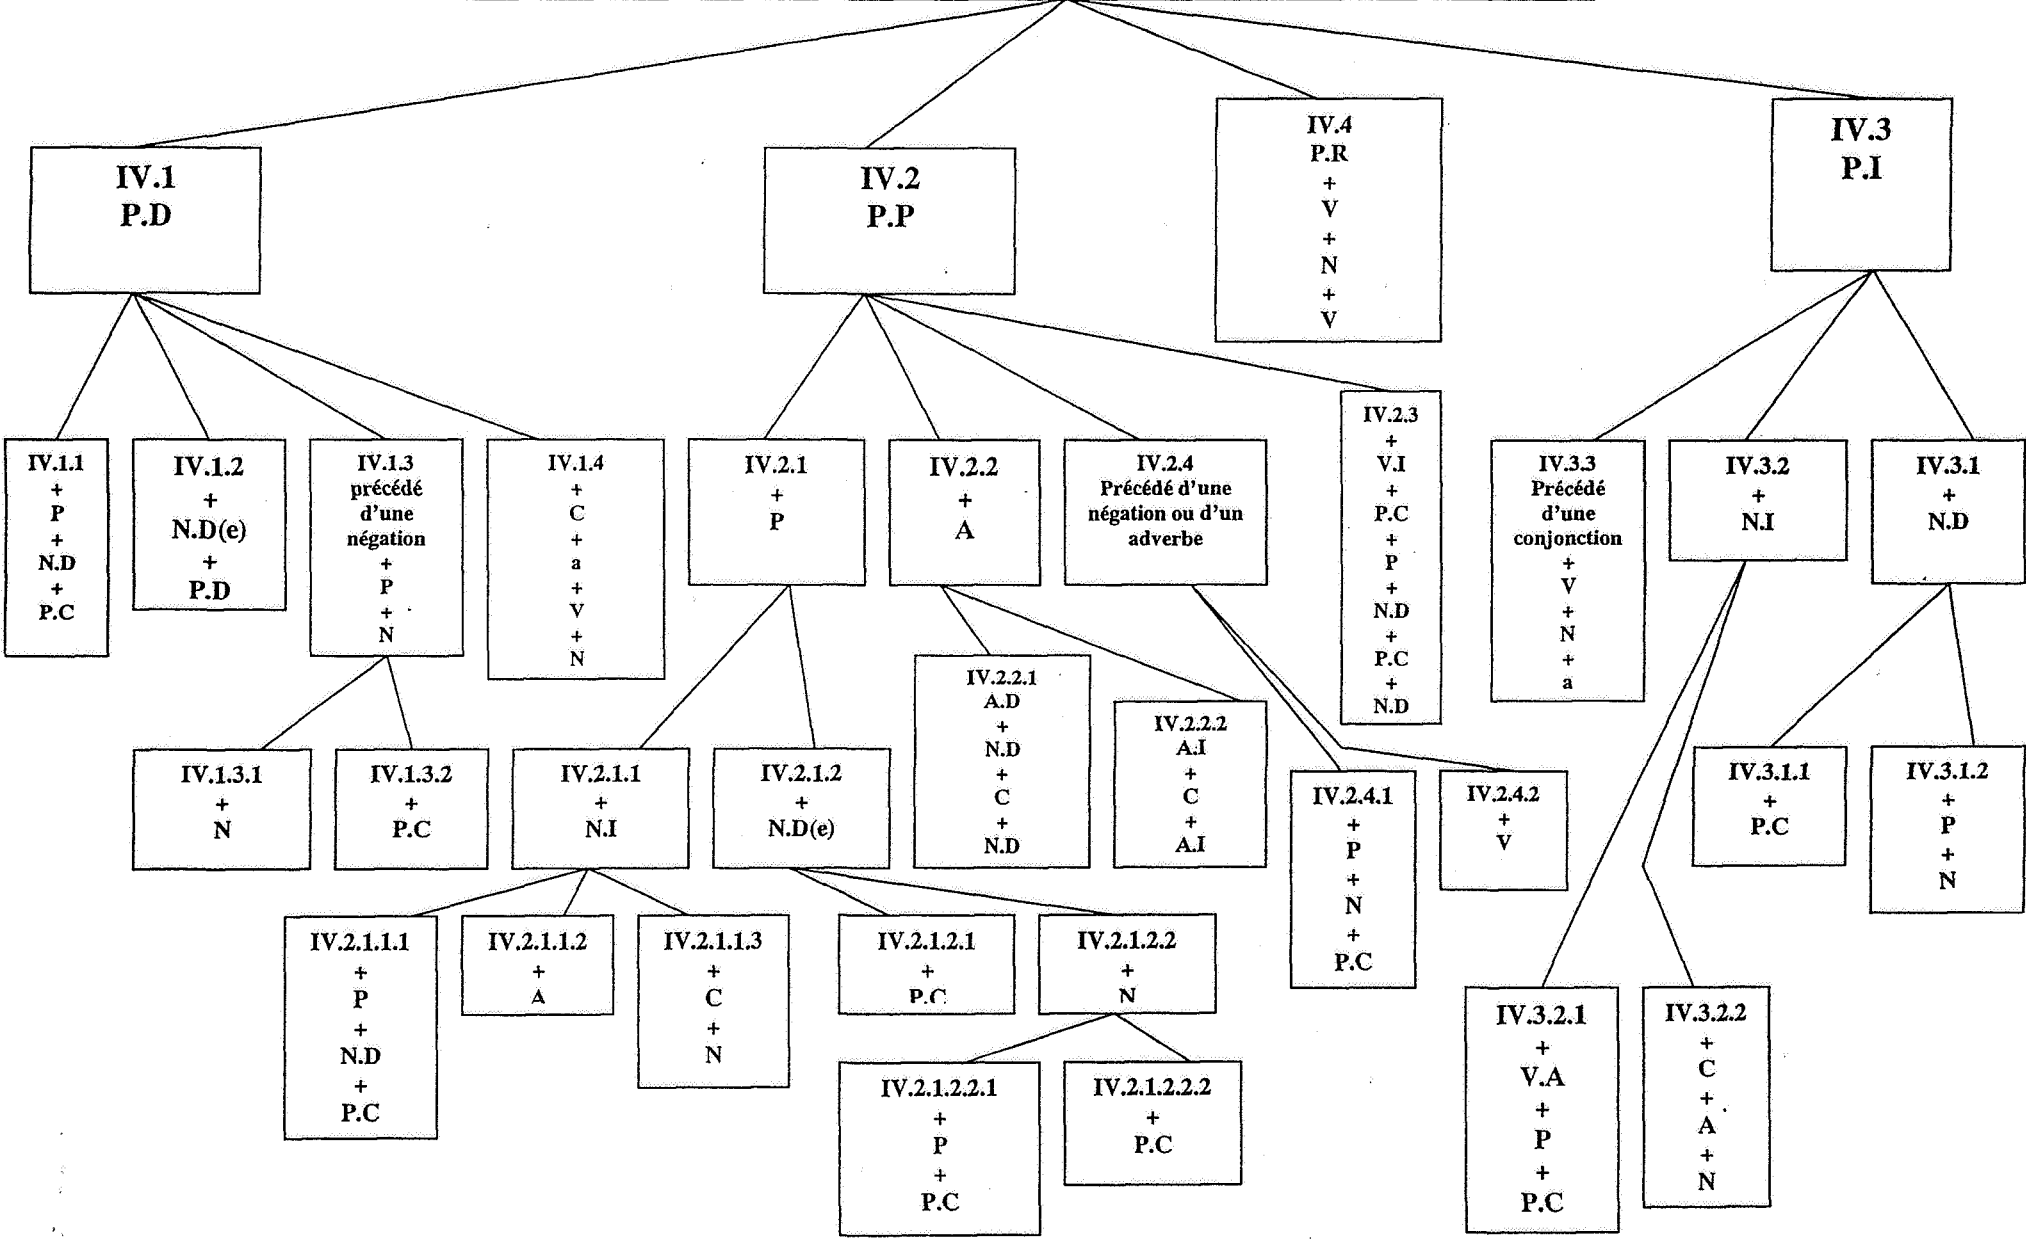 IV.4
P.R
+
V
+
N
+
V
IV.3
P.I
IV.1
P.D
IV.2
P.P
IV.2.3
+
V.I
+
P.C
+
P
+
N.D
+
P.C
+
N.D
IV.1.1
+
P
+
N.D
+
P.C
IV.1.2
+
N.D(e)
+
P.D
IV.1.3
précédé
d'une
négation
+
P
+
N
IV.1.4
+
C
+
a
+
V
+
N
IV.2.1
+
P
IV.2.2
+
A
IV.2.4
Précédé d'une
négation ou d'un
adverbe
IV.3.3
Précédé
d'une
conjonction
+
V
+
N
+
a
IV.3.2
+
N.I
IV.3.1
+
N.D
IV.2.2.1
A.D
+
N.D
+
C
+
N.D
IV.2.2.2
A.I
+
C
+
A.I
IV.1.3.1
+
N
IV.1.3.2
+
P.C
IV.2.1.1
+
N.I
IV.2.1.2
+
N.D(e)
IV.2.4.1
+
P
+
N
+
P.C
IV.2.4.2
+
V
IV.3.1.1
+
P.C
IV.3.1.2
+
P
+
N
IV.2.1.1.1
+
P
+
N.D
+
P.C
IV.2.1.1.2
+
A
IV.2.1.1.3
+
C
+
N
IV.2.1.2.1
+
P.C
IV.2.1.2.2
+
N
IV.3.2.1
+
V.A
+
P
+
P.C
IV.3.2.2
+
C
+
A
+
N
IV.2.1.2.2.1
+
P
+
P.C
IV.2.1.2.2.2
+
P.C